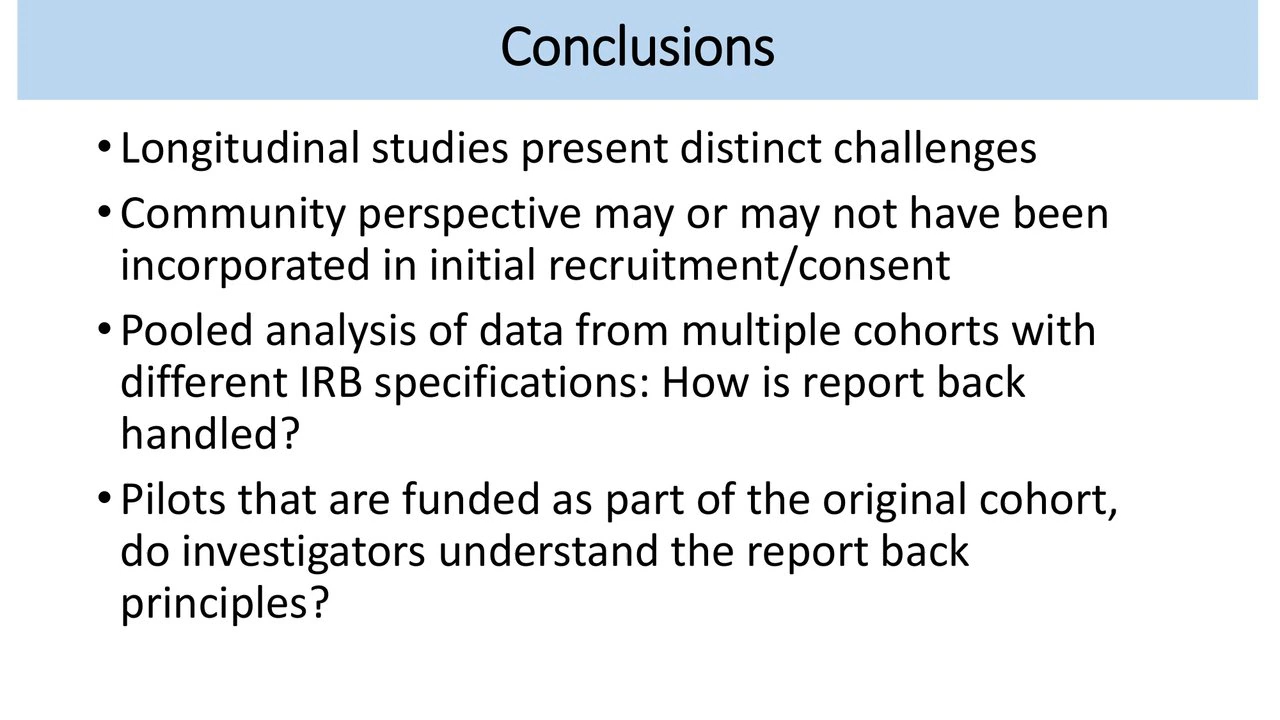 Conclusions
• Longitudinal studies present distinct challenges
• Community perspective may or may not have been
incorporated in initial recruitment/consent
• Pooled analysis of data from multiple cohorts with
different IRB specifications: How is report back
handled?
• Pilots that are funded as part of the original cohort,
do investigators understand the report back
principles?